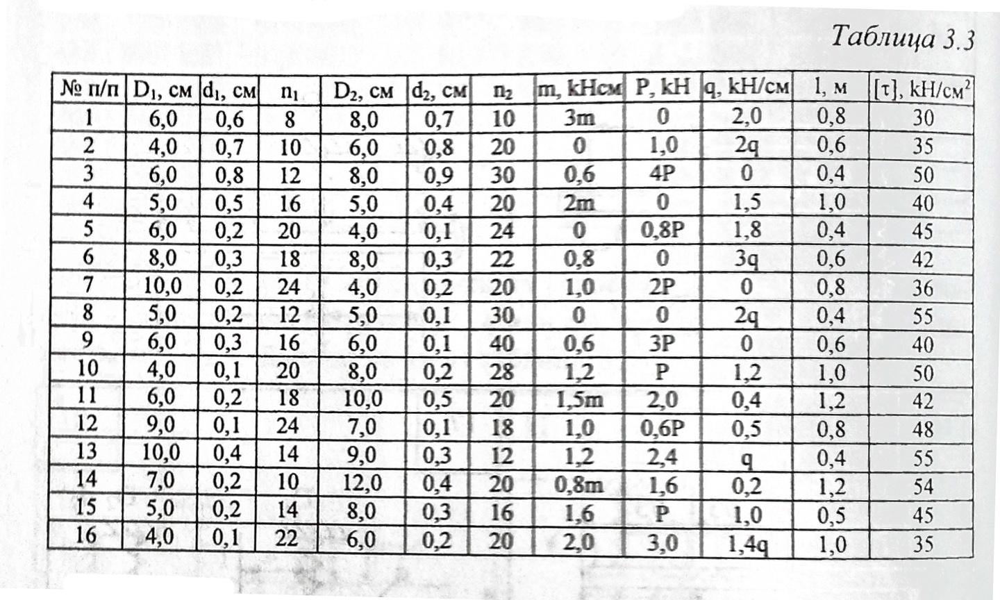 Таблица 3.3
№ п/п D₁, см d₁, см n₁ D₂, см d₂, см n₂ m, kНсм P, kН q, kН/см l, м [τ], kН/см²
1 6,0 0,6 8 8,0 0,7 10 3m 0 2,0 0,8 30
2 4,0 0,7 10 6,0 0,8 20 0 1,0 2q 0,6 35
3 6,0 0,8 12 8,0 0,9 30 0,6 4P 0 0,4 50
4 5,0 0,5 16 5,0 0,4 20 2m 0 1,5 1,0 40
5 6,0 0,2 20 4,0 0,1 24 0 0,8P 1,8 0,4 45
6 8,0 0,3 18 8,0 0,3 22 0,8 0 3q 0,6 42
7 10,0 0,2 24 4,0 0,2 20 1,0 2P 0 0,8 36
8 5,0 0,2 12 5,0 0,1 30 0 0 2q 0,4 55
9 6,0 0,3 16 6,0 0,1 40 0,6 3P 0 0,6 40
10 4,0 0,1 20 8,0 0,2 28 1,2 P 1,2 1,0 50
11 6,0 0,2 18 10,0 0,5 20 1,5m 2,0 0,4 1,2 42
12 9,0 0,1 24 7,0 0,1 18 1,0 0,6P 0,5 0,8 48
13 10,0 0,4 14 9,0 0,3 12 1,2 2,4 q 0,4 55
14 7,0 0,2 10 12,0 0,4 20 0,8m 1,6 0,2 1,2 54
15 5,0 0,2 14 8,0 0,3 16 1,6 P 1,0 0,5 45
16 4,0 0,1 22 6,0 0,2 20 2,0 3,0 1,4q 1,0 35